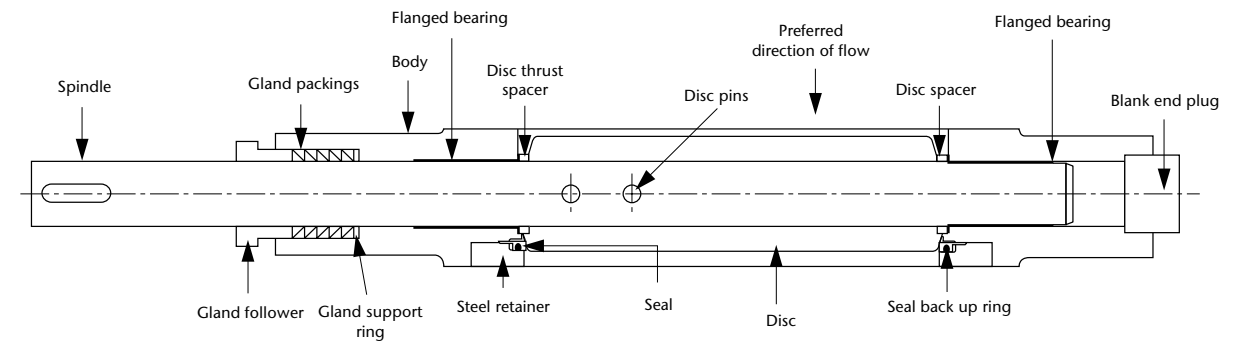 Flanged bearing
Flanged bearing
Preferred
direction of flow
Body
Disc thrust
spacer
Spindle
Gland packings
Disc pins
Disc spacer
Blank end plug
Gland follower
Gland support
ring
Steel retainer
Seal
Disc
Seal back up ring